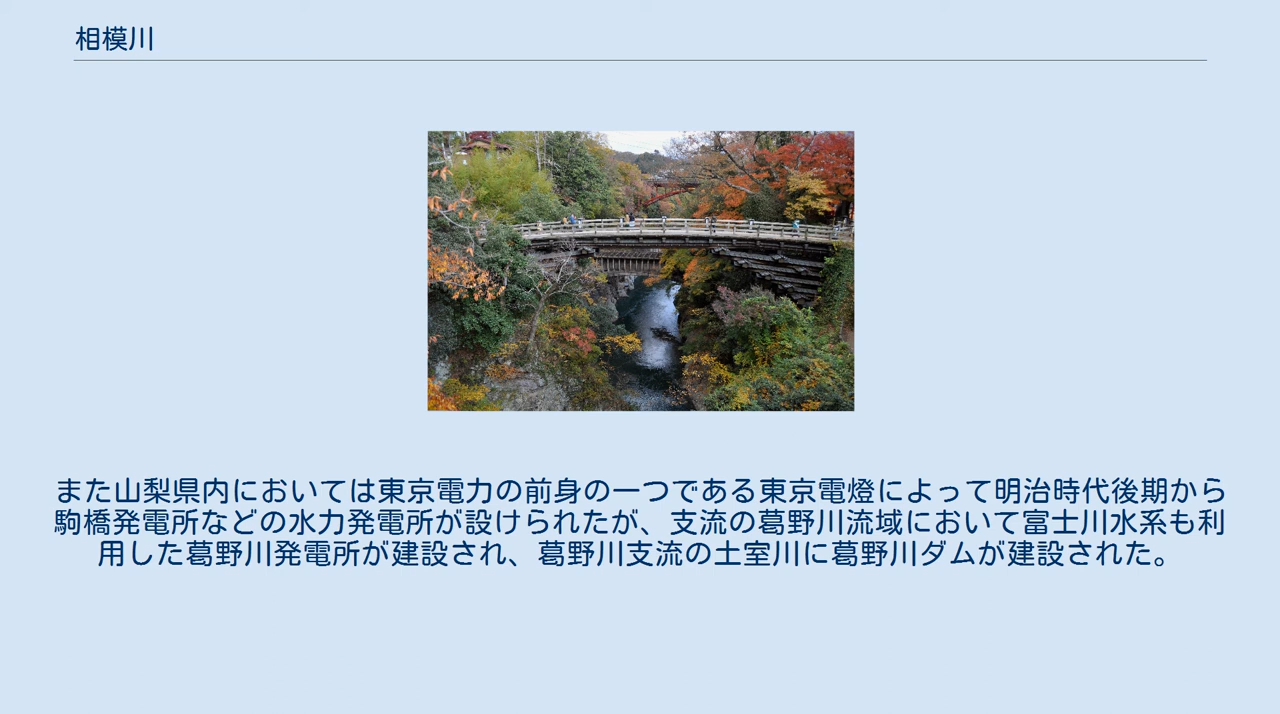 相模川
また山梨県内においては東京電力の前身の一つである東京電燈によって明治時代後期から
駒橋発電所などの水力発電所が設けられたが、支流の葛野川流域において富士川水系も利
用した葛野川発電所が建設され、葛野川支流の土室川に葛野川ダムが建設された。